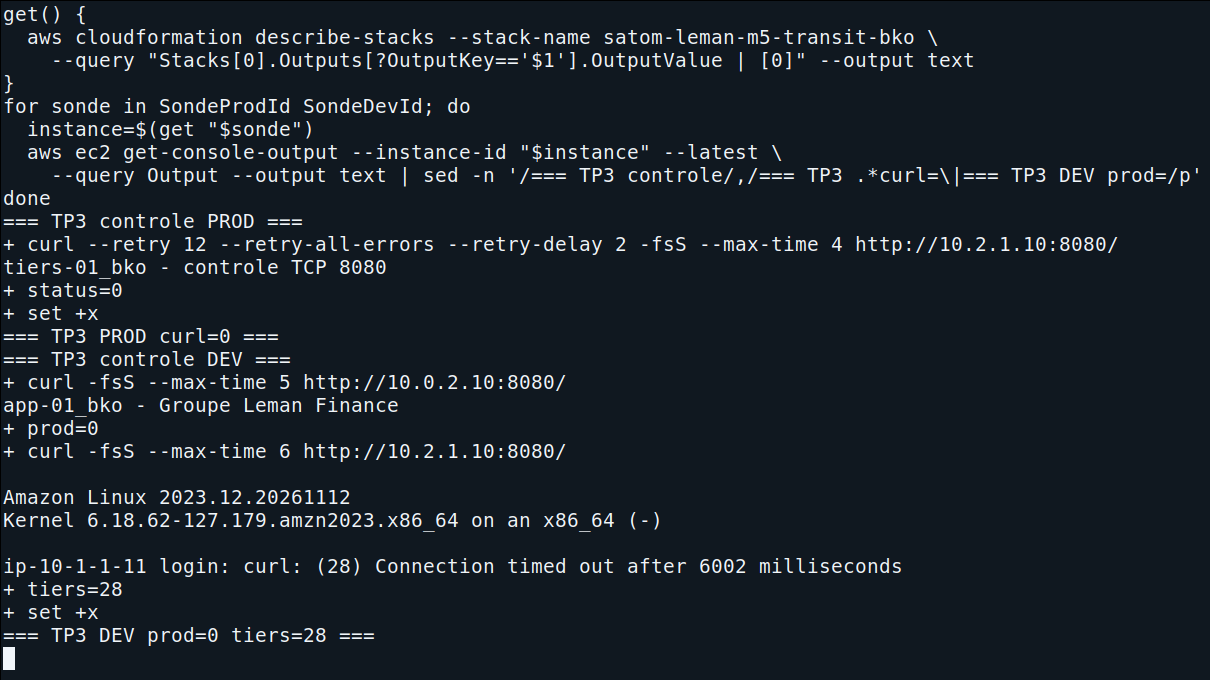 get() {
  aws cloudformation describe-stacks --stack-name satom-leman-m5-transit-bko \
    --query "Stacks[0].Outputs[?OutputKey=='$1'].OutputValue | [0]" --output text
}
for sonde in SondeProdId SondeDevId; do
  instance=$(get "$sonde")
  aws ec2 get-console-output --instance-id "$instance" --latest \
    --query Output --output text | sed -n '/=== TP3 controle/,/=== TP3 .*curl=\|=== TP3 DEV prod=/p'
done
=== TP3 controle PROD ===
+ curl --retry 12 --retry-all-errors --retry-delay 2 -fsS --max-time 4 http://10.2.1.10:8080/
tiers-01_bko - controle TCP 8080
+ status=0
+ set +x
=== TP3 PROD curl=0 ===
=== TP3 controle DEV ===
+ curl -fsS --max-time 5 http://10.0.2.10:8080/
app-01_bko - Groupe Leman Finance
+ prod=0
+ curl -fsS --max-time 6 http://10.2.1.10:8080/

Amazon Linux 2023.12.20261112
Kernel 6.18.62-127.179.amzn2023.x86_64 on an x86_64 (-)

ip-10-1-1-11 login: curl: (28) Connection timed out after 6002 milliseconds
+ tiers=28
+ set +x
=== TP3 DEV prod=0 tiers=28 ===